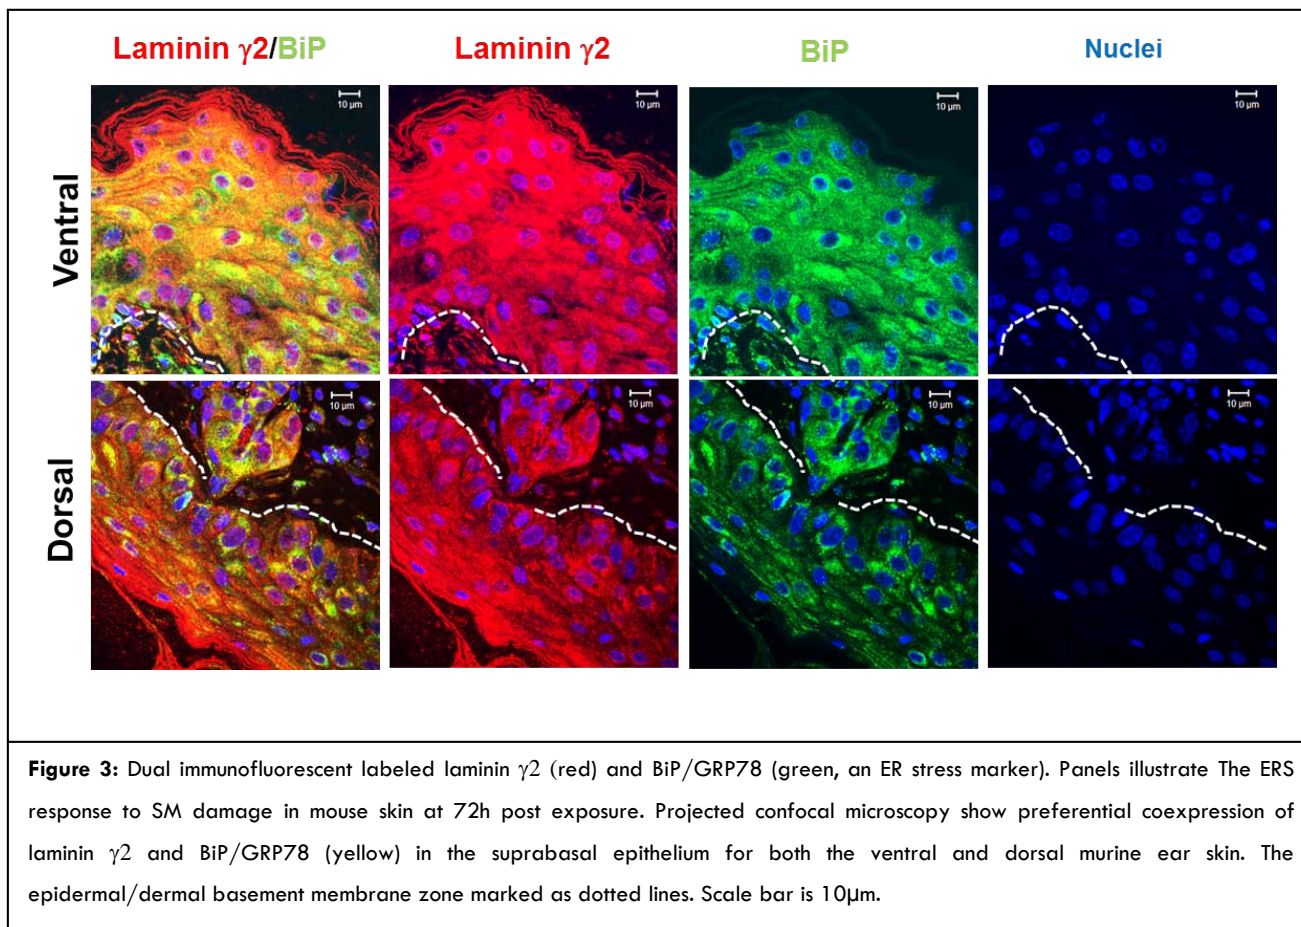 Laminin γ2/BiP Laminin γ2 BiP Nuclei
Ventral
10 µm 10 µm 10 µm 10 µm
Dorsal
10 µm 10 µm 10 µm 10 µm
Figure 3: Dual immunofluorescent labeled laminin γ2 (red) and BiP/GRP78 (green, an ER stress marker). Panels illustrate The ERS
response to SM damage in mouse skin at 72h post exposure. Projected confocal microscopy show preferential coexpression of
laminin γ2 and BiP/GRP78 (yellow) in the suprabasal epithelium for both the ventral and dorsal murine ear skin. The
epidermal/dermal basement membrane zone marked as dotted lines. Scale bar is 10µm.